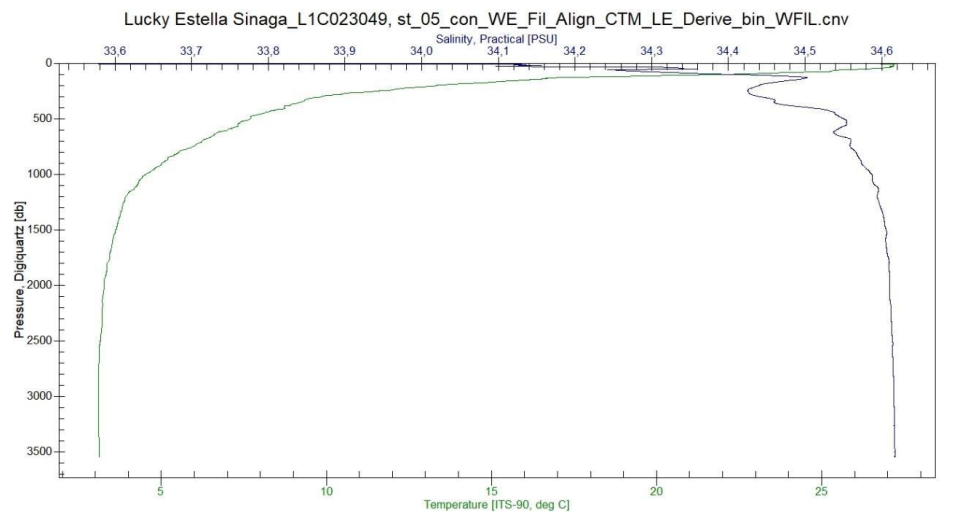 Lucky Estella Sinaga_L1C023049, st_05_con_WE_Fil_Align_CTM_LE_Derive_bin_WFIL.cnv
Salinity, Practical [PSU]
33,6 33,7 33,8 33,9 34,0 34,1 34,2 34,3 34,4 34,5 34,6
0
500
1000
1500
2000
2500
3000
3500
Pressure, Digiquartz [db]
5 10 15 20 25
Temperature [ITS-90, deg C]